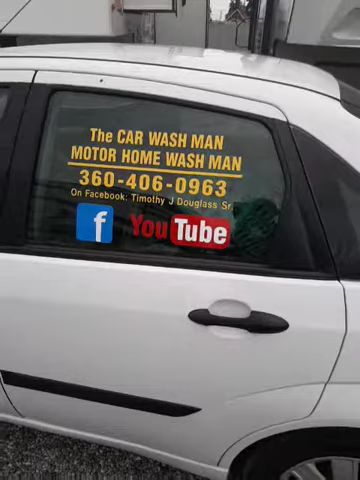 The CAR WASH MAN
MOTOR HOME WASH MAN
360-406-0963
On Facebook: Timothy J Douglass Sr.
f YouTube